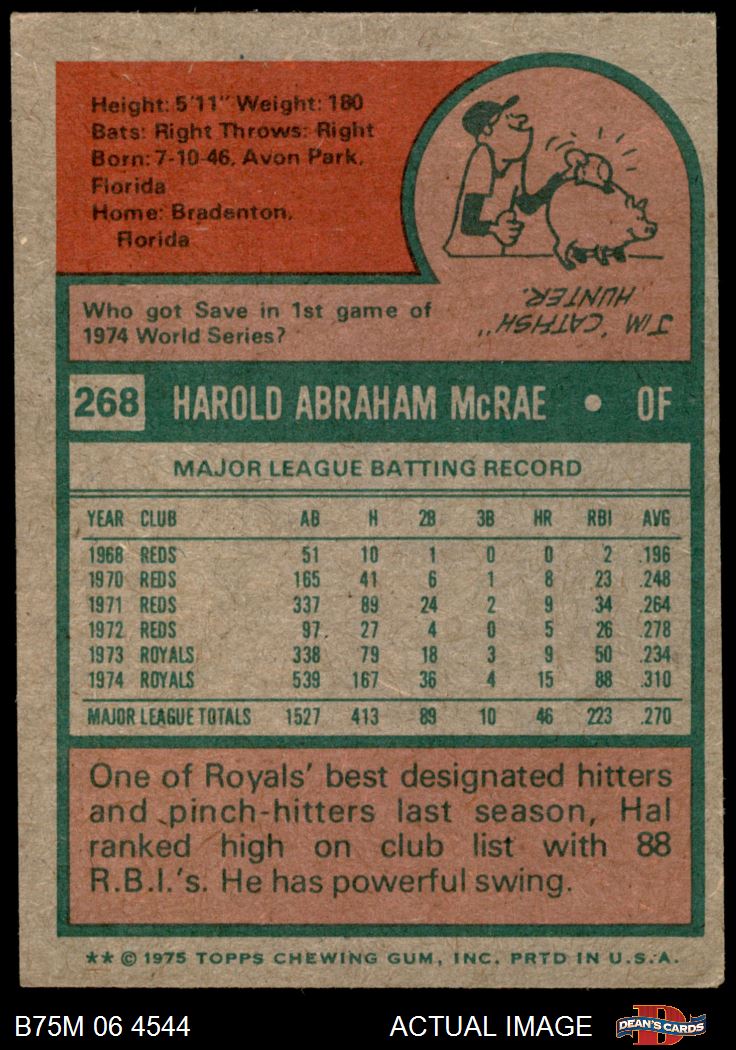 Height: 5'11" Weight: 180
Bats: Right Throws: Right
Born: 7-10-46, Avon Park,
Florida
Home: Bradenton,
Florida
Who got Save in 1st game of
1974 World Series?
JIM "CATFISH"
HUNTER.
268 HAROLD ABRAHAM McRAE • OF
MAJOR LEAGUE BATTING RECORD
YEAR CLUB AB H 2B 3B HR RBI AVG
1968 REDS 51 10 1 0 0 2 .196
1970 REDS 165 41 6 1 8 23 .248
1971 REDS 337 89 24 2 9 34 .264
1972 REDS 97 27 4 0 5 26 .278
1973 ROYALS 338 79 18 3 9 50 .234
1974 ROYALS 539 167 36 4 15 88 .310
MAJOR LEAGUE TOTALS 1527 413 89 10 46 223 .270
One of Royals' best designated hitters
and pinch-hitters last season, Hal
ranked high on club list with 88
R.B.I.'s. He has powerful swing.
** © 1975 TOPPS CHEWING GUM, INC. PRTD IN U.S.A.
B75M 06 4544 ACTUAL IMAGE D DEAN'S CARDS